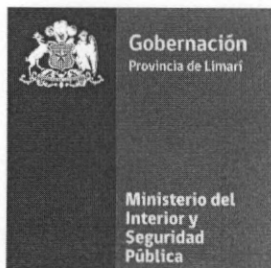 Gobernación
Provincia de Limarí
Ministerio del
Interior y
Seguridad
Pública